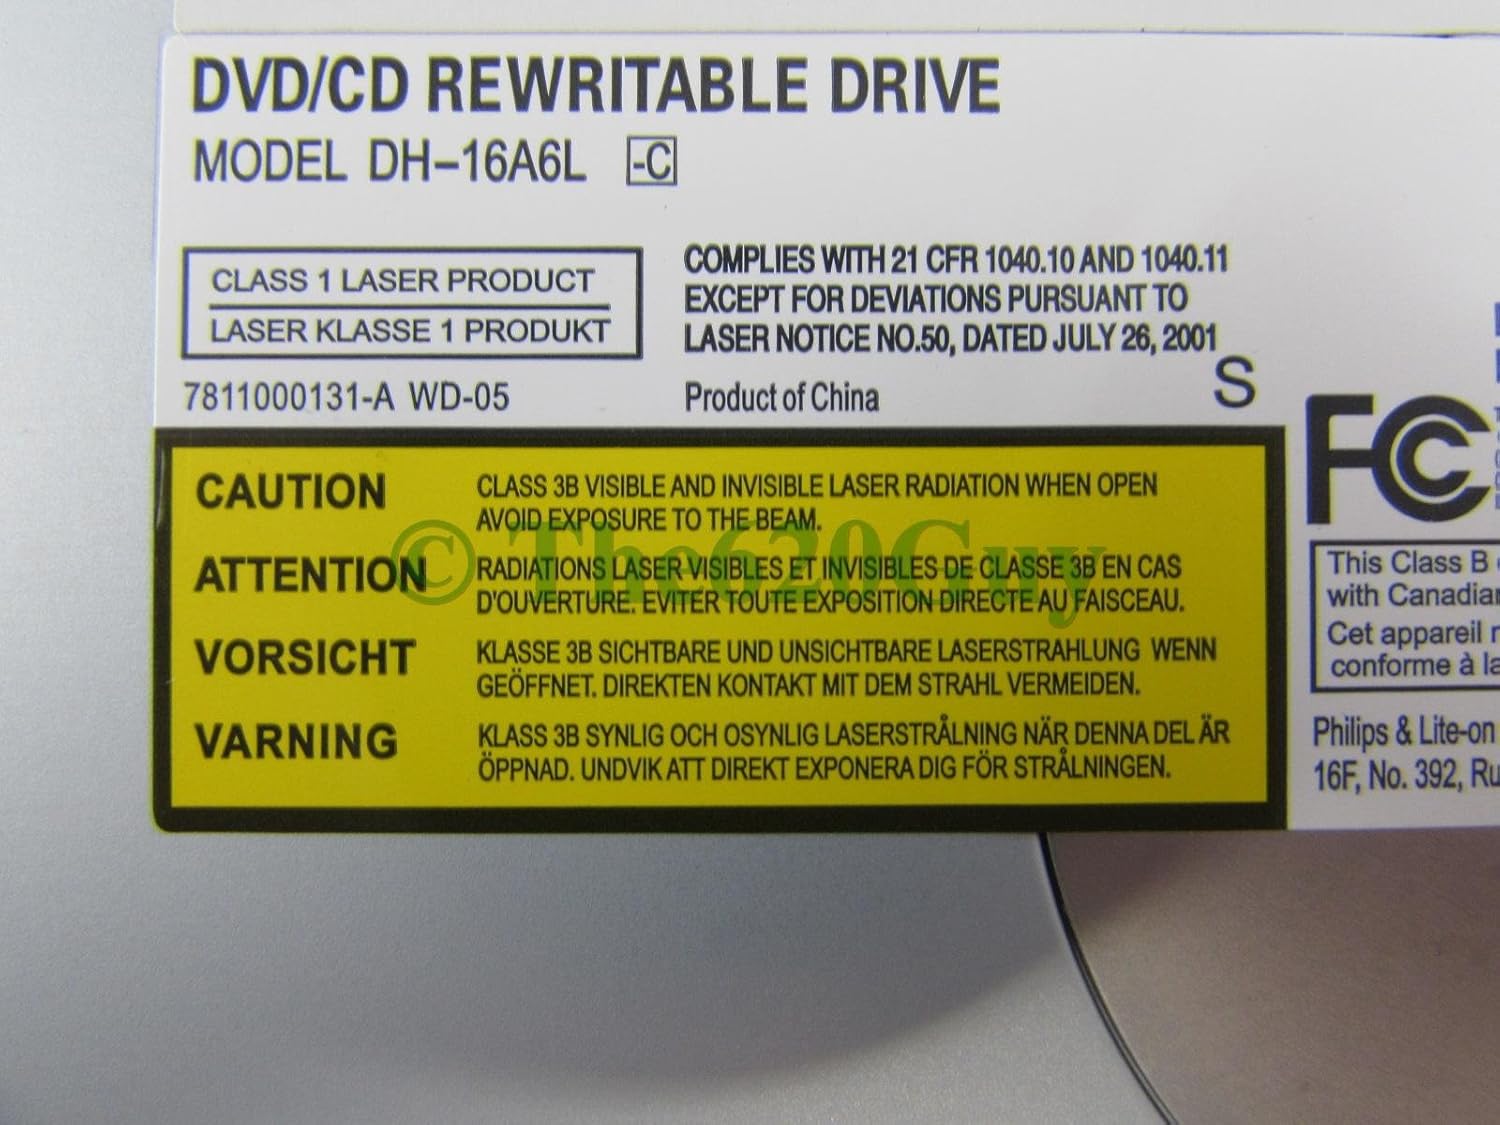 DVD/CD REWRITABLE DRIVE
MODEL DH-16A6L -C
CLASS 1 LASER PRODUCT
LASER KLASSE 1 PRODUKT
COMPLIES WITH 21 CFR 1040.10 AND 1040.11
EXCEPT FOR DEVIATIONS PURSUANT TO
LASER NOTICE NO.50, DATED JULY 26, 2001
7811000131-A WD-05
Product of China
S
CAUTION
CLASS 3B VISIBLE AND INVISIBLE LASER RADIATION WHEN OPEN
AVOID EXPOSURE TO THE BEAM.
ATTENTION
RADIATIONS LASER VISIBLES ET INVISIBLES DE CLASSE 3B EN CAS
D'OUVERTURE. EVITER TOUTE EXPOSITION DIRECTE AU FAISCEAU.
VORSICHT
KLASSE 3B SICHTBARE UND UNSICHTBARE LASERSTRAHLUNG WENN
GEÖFFNET. DIREKTEN KONTAKT MIT DEM STRAHL VERMEIDEN.
VARNING
KLASS 3B SYNLIG OCH OSYNLIG LASERSTRÅLNING NÄR DENNA DEL ÄR
ÖPPNAD. UNDVIK ATT DIREKT EXPONERA DIG FÖR STRÅLNINGEN.
© The620Guy
FC
This Class B
with Canadian
Cet appareil
conforme à la
Philips & Lite-on
16F, No. 392,